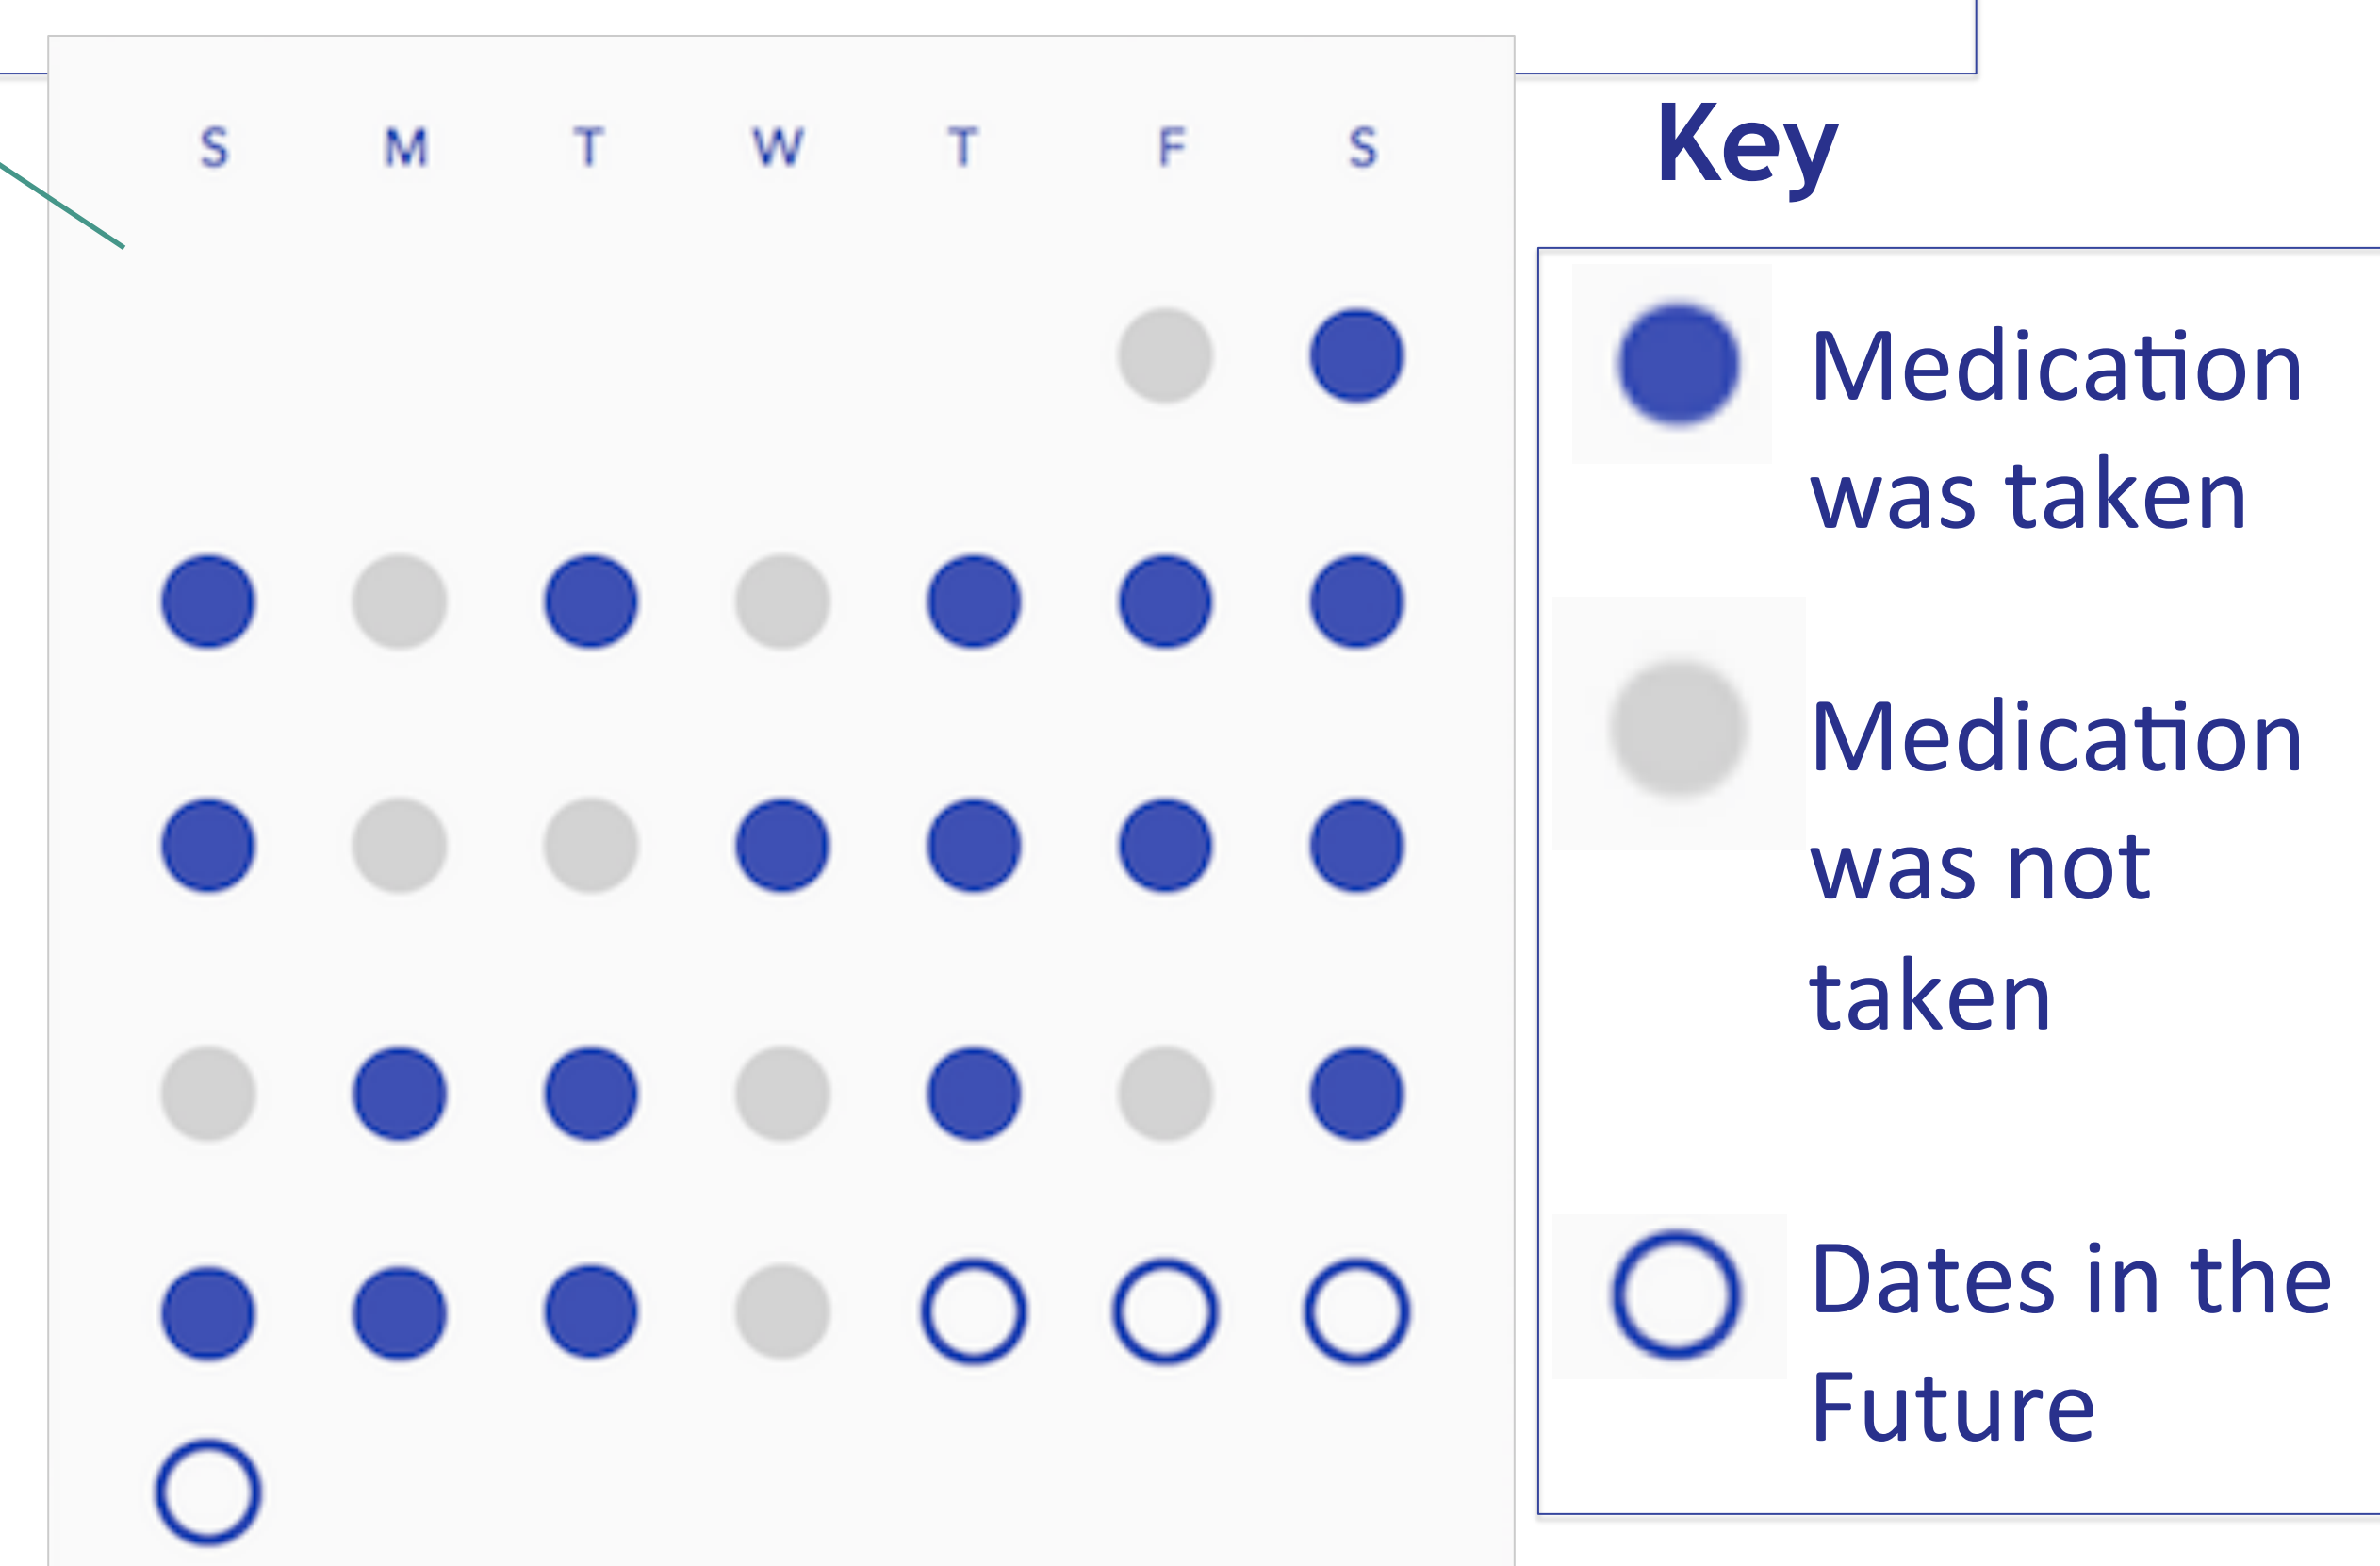 S M T W T F S
Key
Medication
was taken
Medication
was not
taken
Dates in the
Future